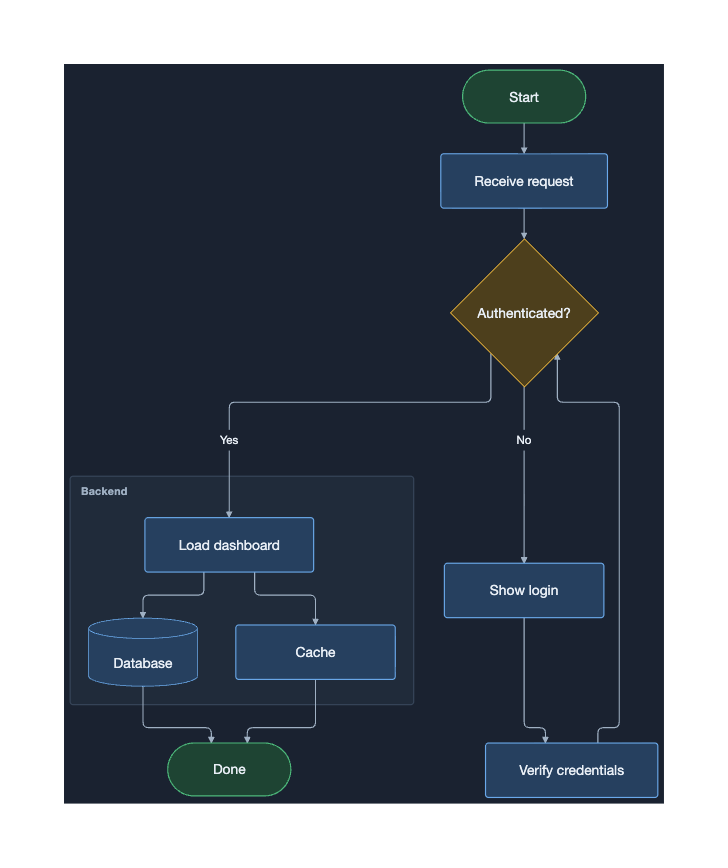 Start
Receive request
Authenticated?
Yes
No
Backend
Load dashboard
Show login
Database
Cache
Done
Verify credentials